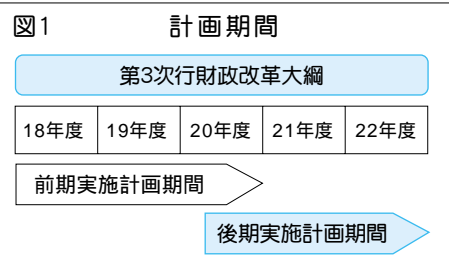 図1 計画期間
第3次行財政改革大綱
18年度 19年度 20年度 21年度 22年度
前期実施計画期間
後期実施計画期間